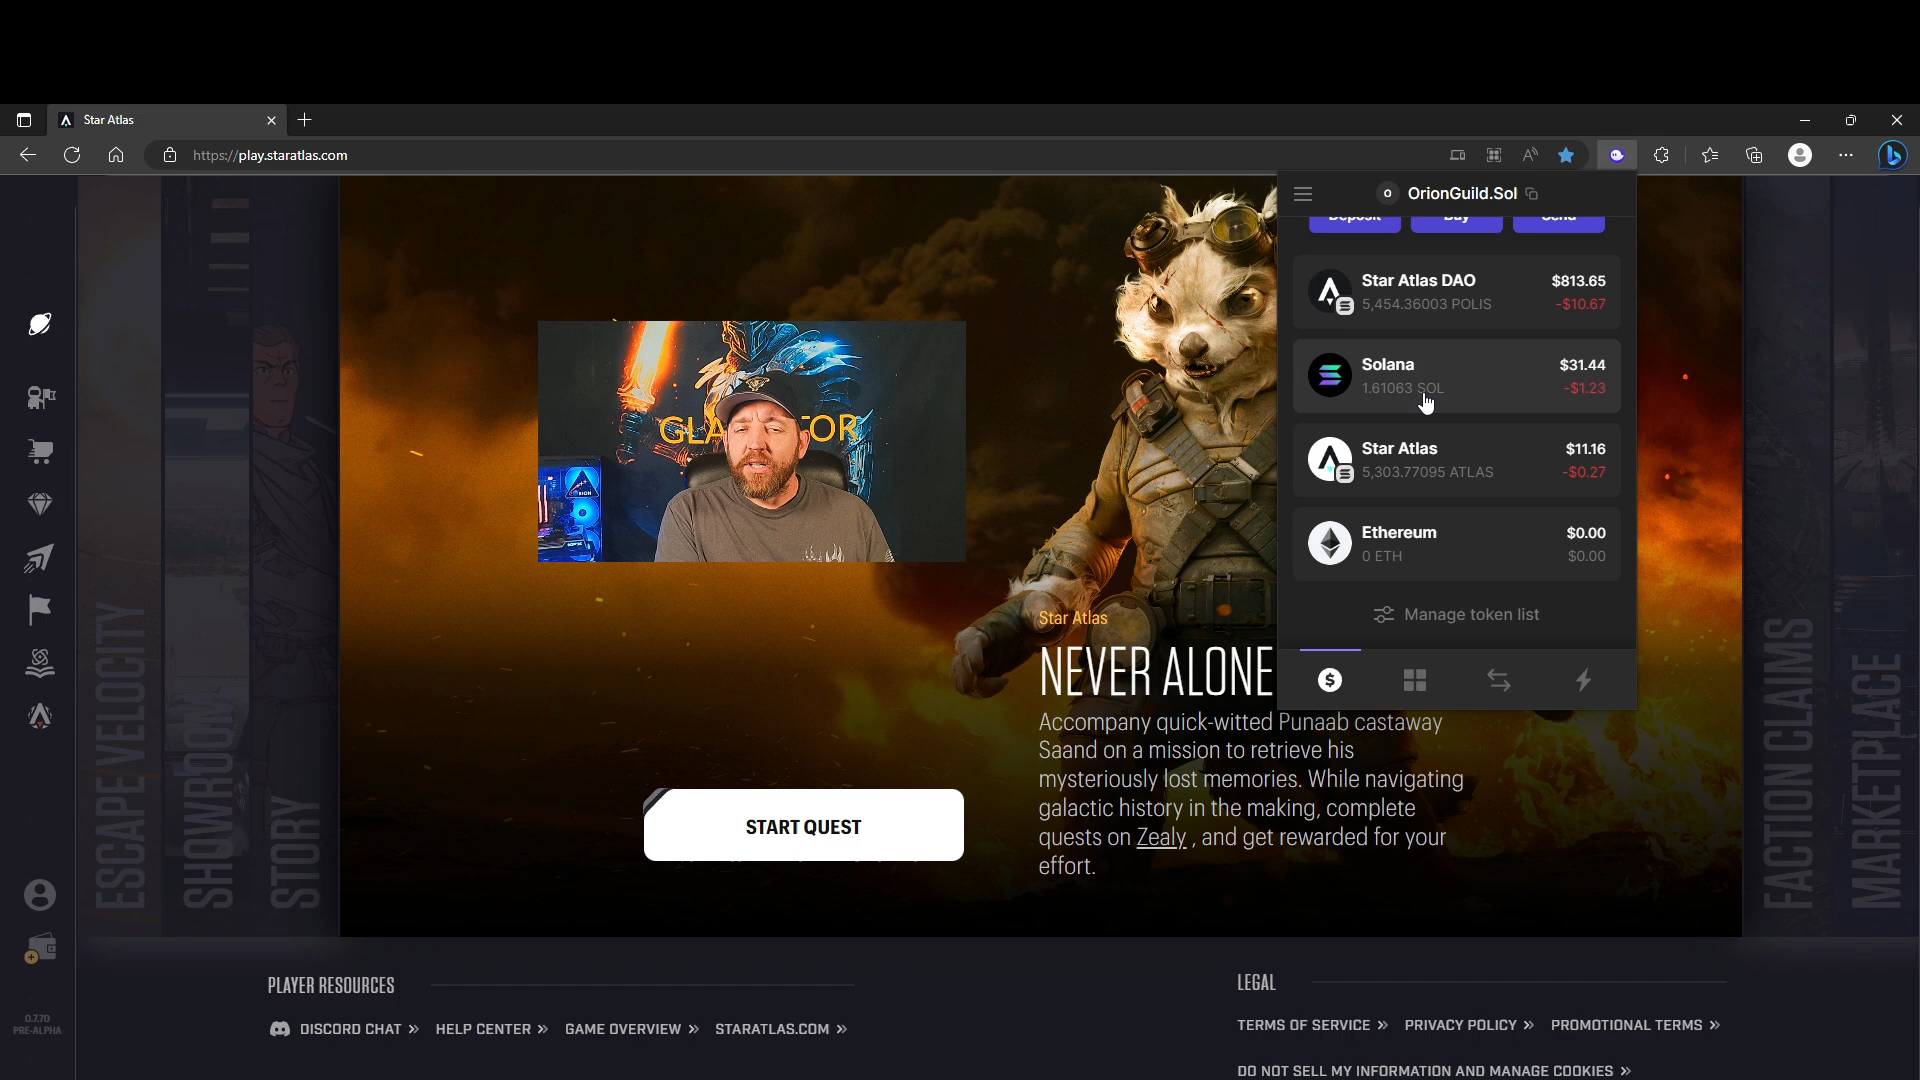 Star Atlas
https://play.staratlas.com
OrionGuild.Sol
Deposit
Buy
Send
Star Atlas DAO
$813.65
5,454.36003 POLIS
-$10.67
Solana
$31.44
1.61063 SOL
-$1.23
Star Atlas
$11.16
5,303.77095 ATLAS
-$0.27
Ethereum
$0.00
0 ETH
$0.00
Manage token list
ESCAPE VELOCITY
SHOWROOM
STORY
ORION
Star Atlas
NEVER ALONE
Accompany quick-witted Punaab castaway
Saand on a mission to retrieve his
mysteriously lost memories. While navigating
galactic history in the making, complete
quests on Zealy , and get rewarded for your
effort.
START QUEST
FACTION CLAIMS
MARKETPLACE
0.7.70
PRE-ALPHA
PLAYER RESOURCES
DISCORD CHAT »
HELP CENTER »
GAME OVERVIEW »
STARATLAS.COM »
LEGAL
TERMS OF SERVICE »
PRIVACY POLICY »
PROMOTIONAL TERMS »
DO NOT SELL MY INFORMATION AND MANAGE COOKIES »